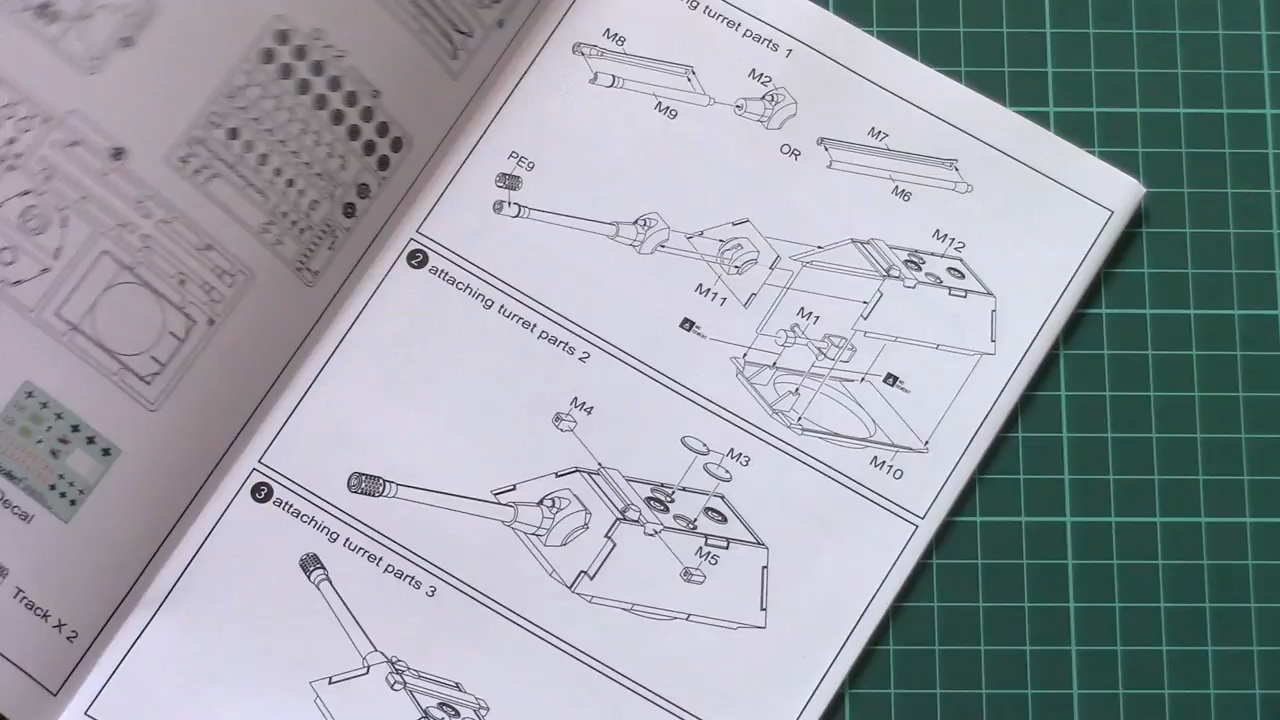 ng turret parts 1
M8
M2
M9
M7
OR
M6
PE9
M12
M11
M1
M10
2 attaching turret parts 2
M4
M3
M5
3 attaching turret parts 3
Decal
Track X 2